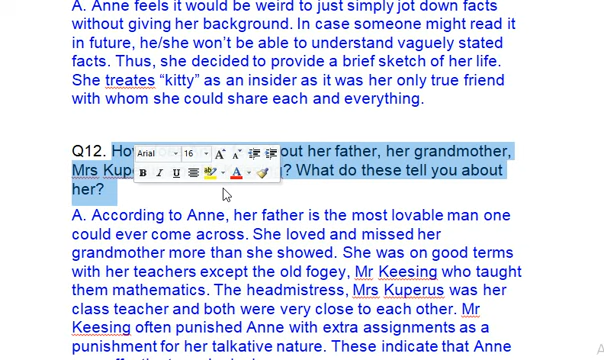 A. Anne feels it would be weird to just simply jot down facts
without giving her background. In case someone might read it
in future, he/she won't be able to understand vaguely stated
facts. Thus, she decided to provide a brief sketch of her life.
She treats “kitty” as an insider as it was her only true friend
with whom she could share each and everything.
Q12. How out her father, her grandmother,
Arial 16
Mrs Kup ? What do these tell you about
B I U
her?
A. According to Anne, her father is the most lovable man one
could ever come across. She loved and missed her
grandmother more than she showed. She was on good terms
with her teachers except the old fogey, Mr Keesing who taught
them mathematics. The headmistress, Mrs Kuperus was her
class teacher and both were very close to each other. Mr
Keesing often punished Anne with extra assignments as a
punishment for her talkative nature. These indicate that Anne